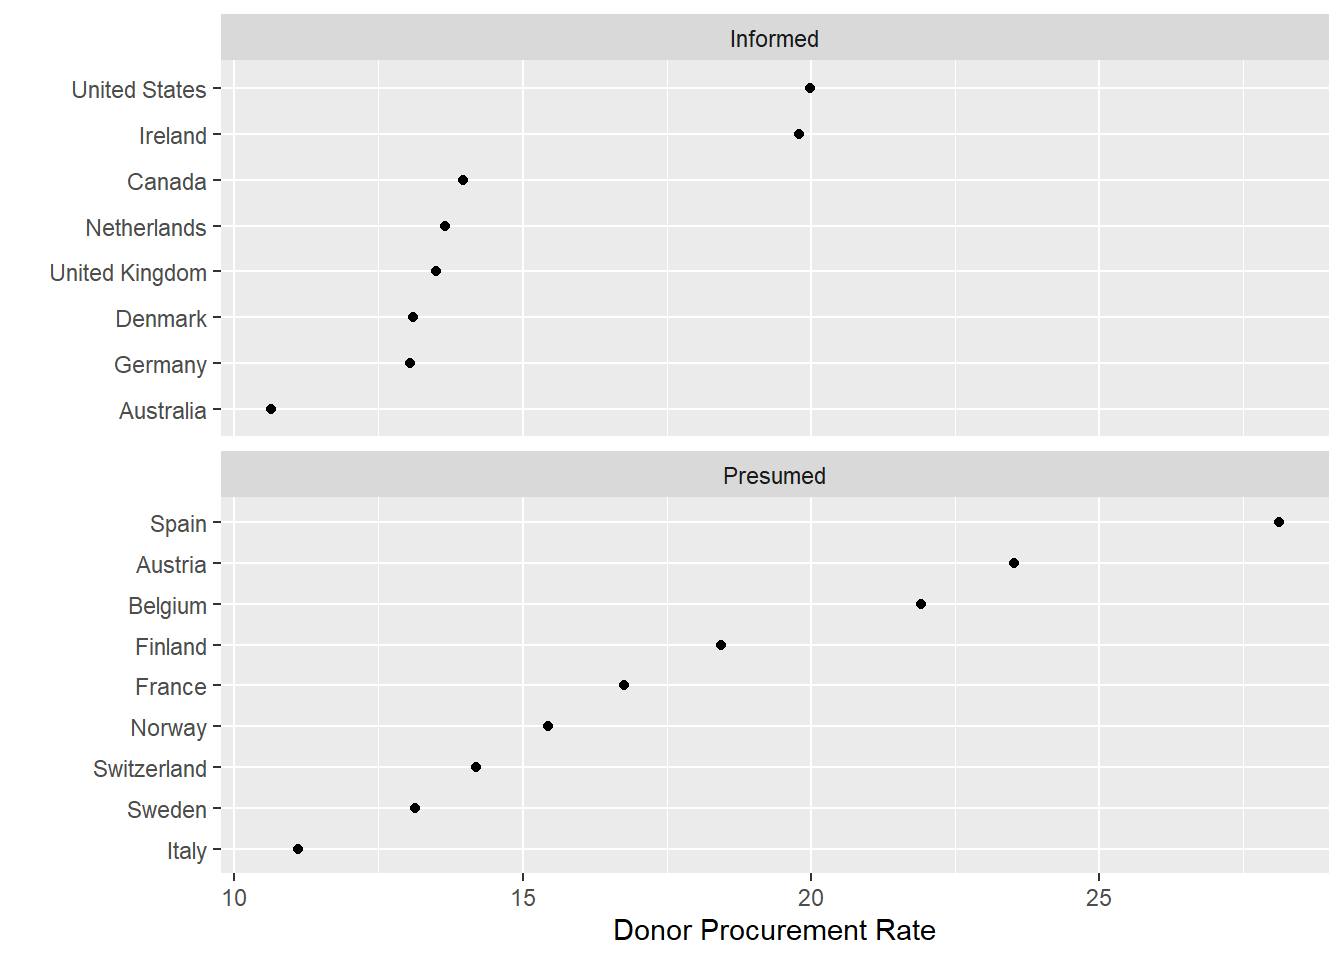 Informed
United States
Ireland
Canada
Netherlands
United Kingdom
Denmark
Germany
Australia
Presumed
Spain
Austria
Belgium
Finland
France
Norway
Switzerland
Sweden
Italy
10 15 20 25
Donor Procurement Rate